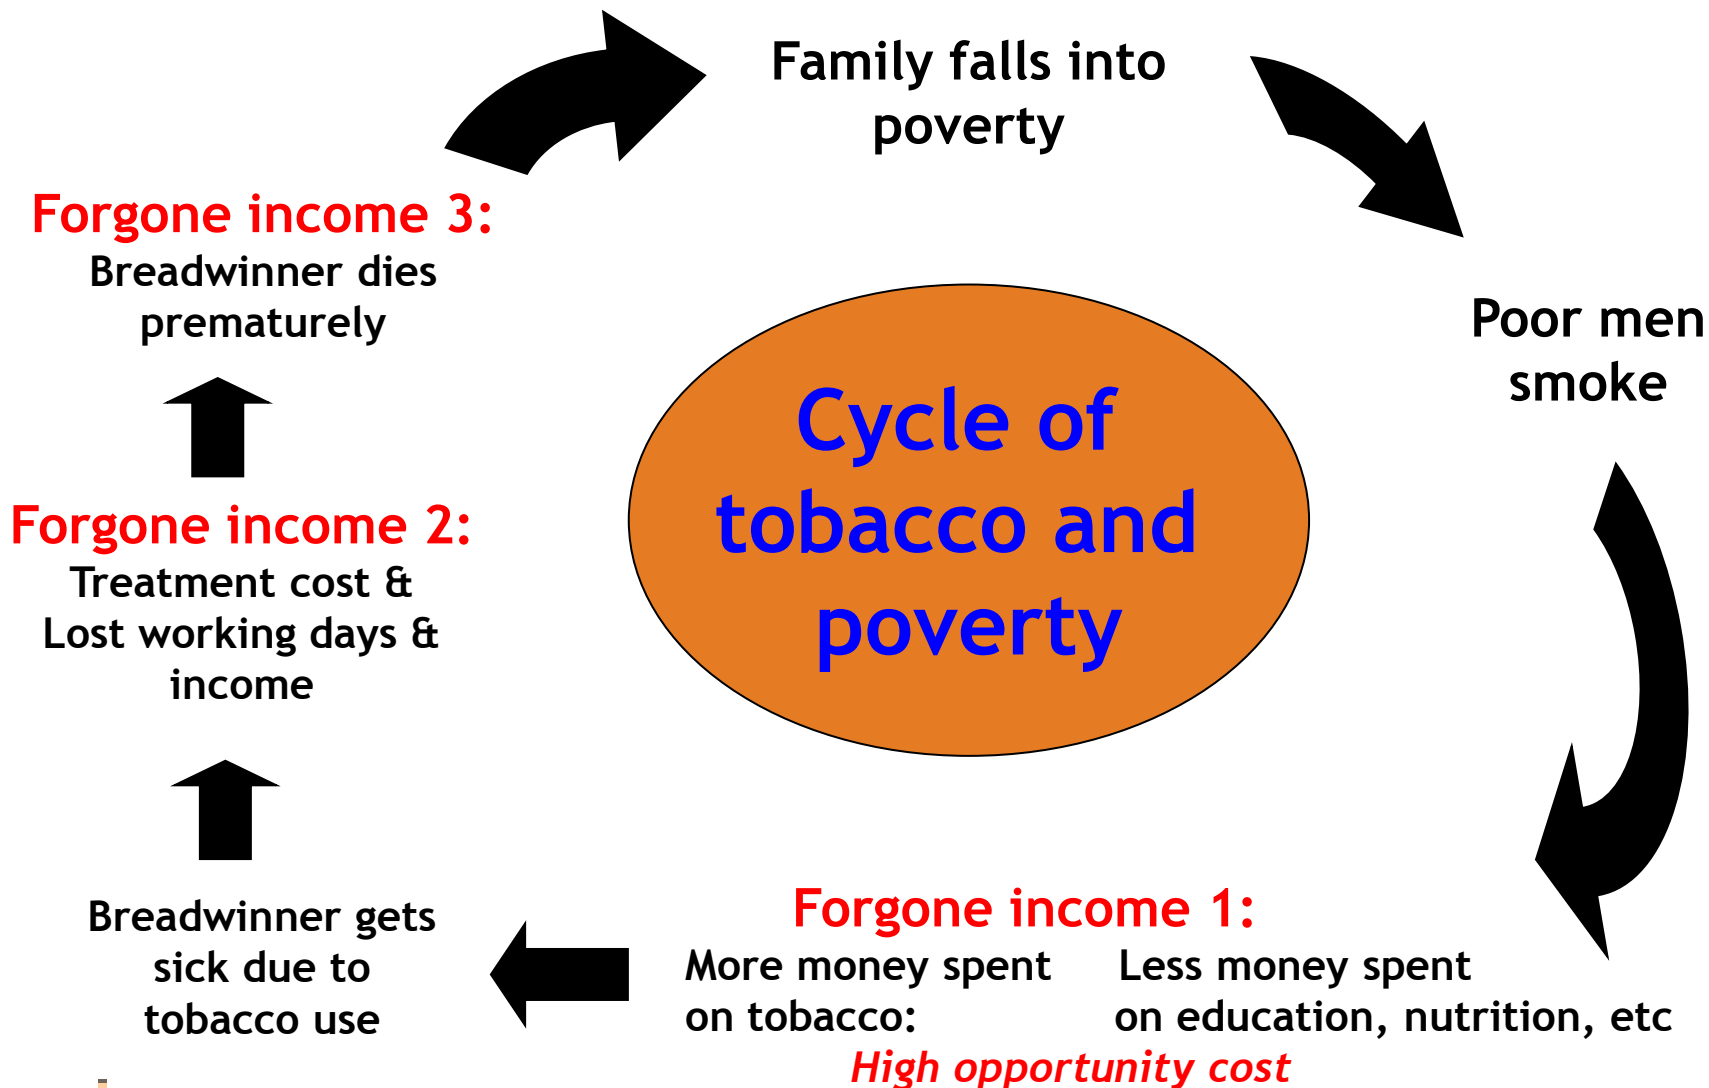 Family falls into
poverty
Poor men
smoke
Forgone income 1:
More money spent Less money spent
on tobacco: on education, nutrition, etc
High opportunity cost
Breadwinner gets
sick due to
tobacco use
Forgone income 2:
Treatment cost &
Lost working days &
income
Forgone income 3:
Breadwinner dies
prematurely
Cycle of
tobacco and
poverty